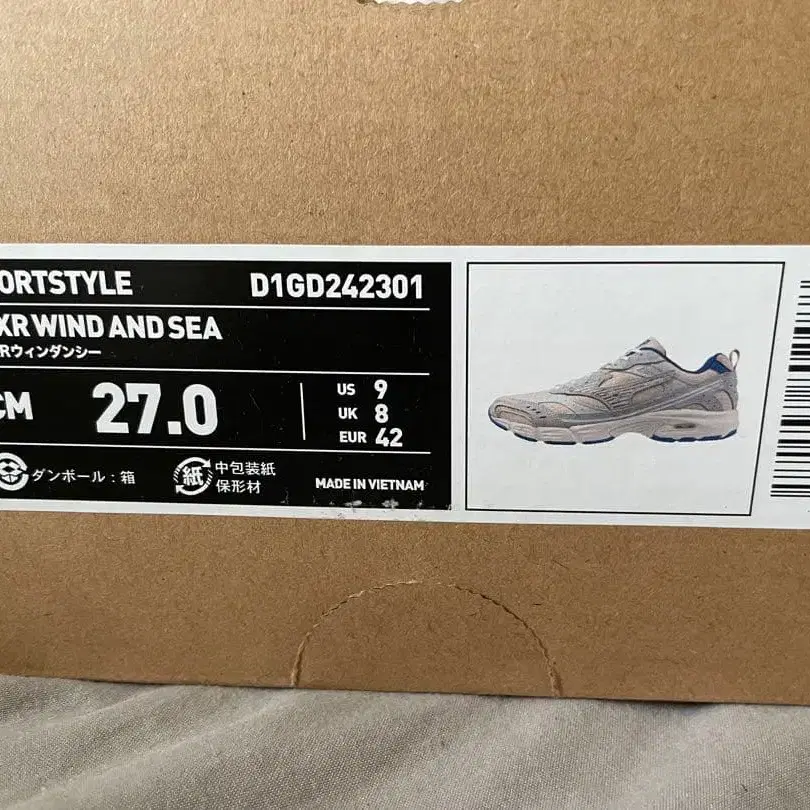 ORTSTYLE D1GD242301
XR WIND AND SEA
Rウィンダンシー
CM 27.0
US 9
UK 8
EUR 42
ダンボール：箱
紙 中包装紙
保形材
MADE IN VIETNAM